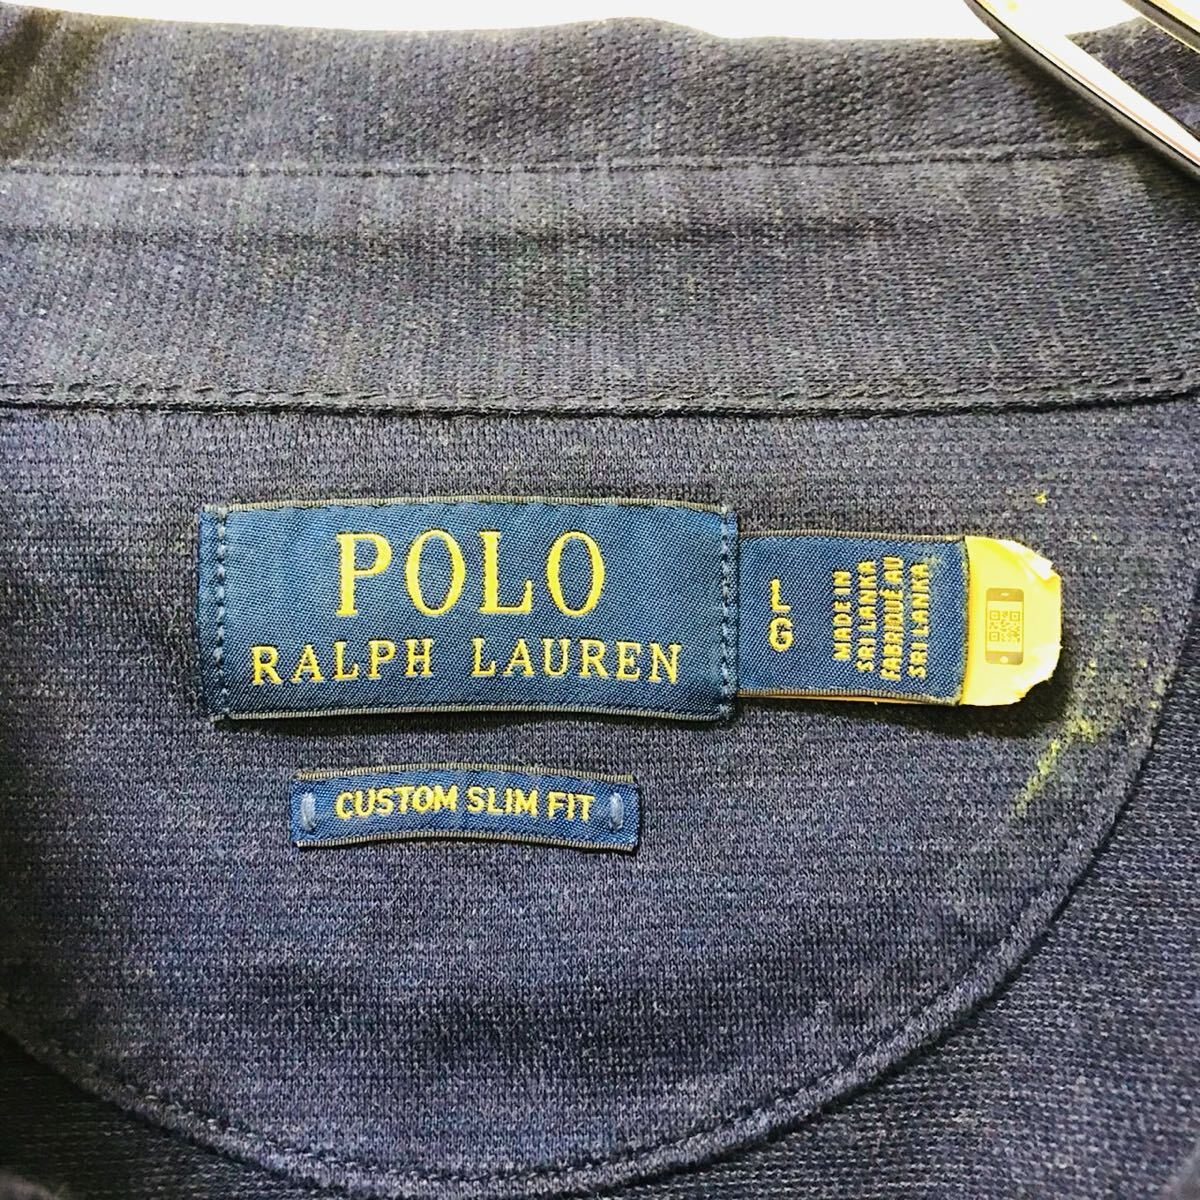 POLO
RALPH LAUREN
L
G
MADE IN
SRI LANKA
FABRIQUÉ AU
SRI LANKA
CUSTOM SLIM FIT